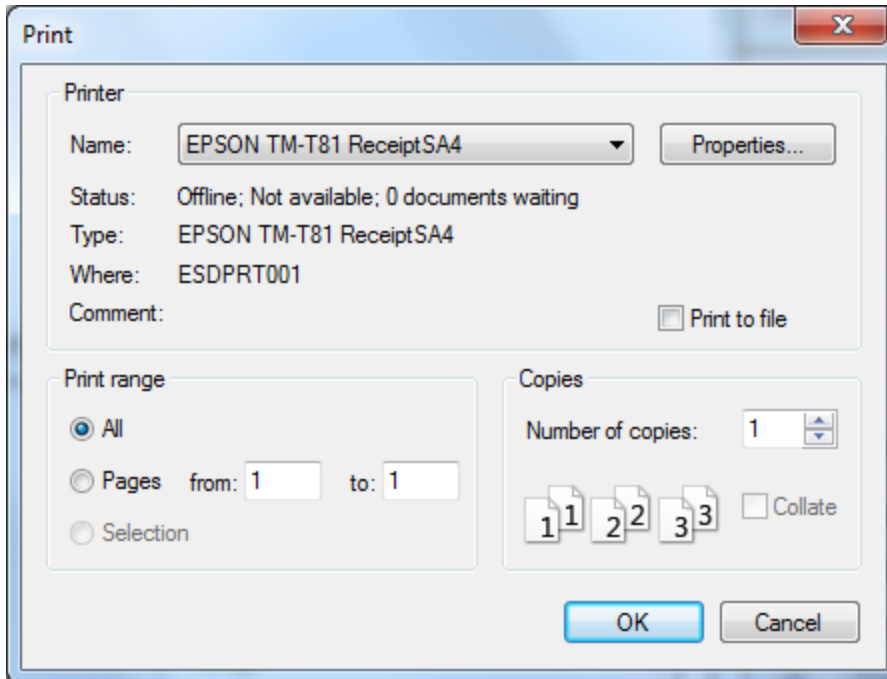 Print
Printer
Name: EPSON TM-T81 ReceiptSA4 Properties...
Status: Offline; Not available; 0 documents waiting
Type: EPSON TM-T81 ReceiptSA4
Where: ESDPRT001
Comment: Print to file
Print range
All
Pages from: 1 to: 1
Selection
Copies
Number of copies: 1
1 1 2 2 3 3 Collate
OK Cancel